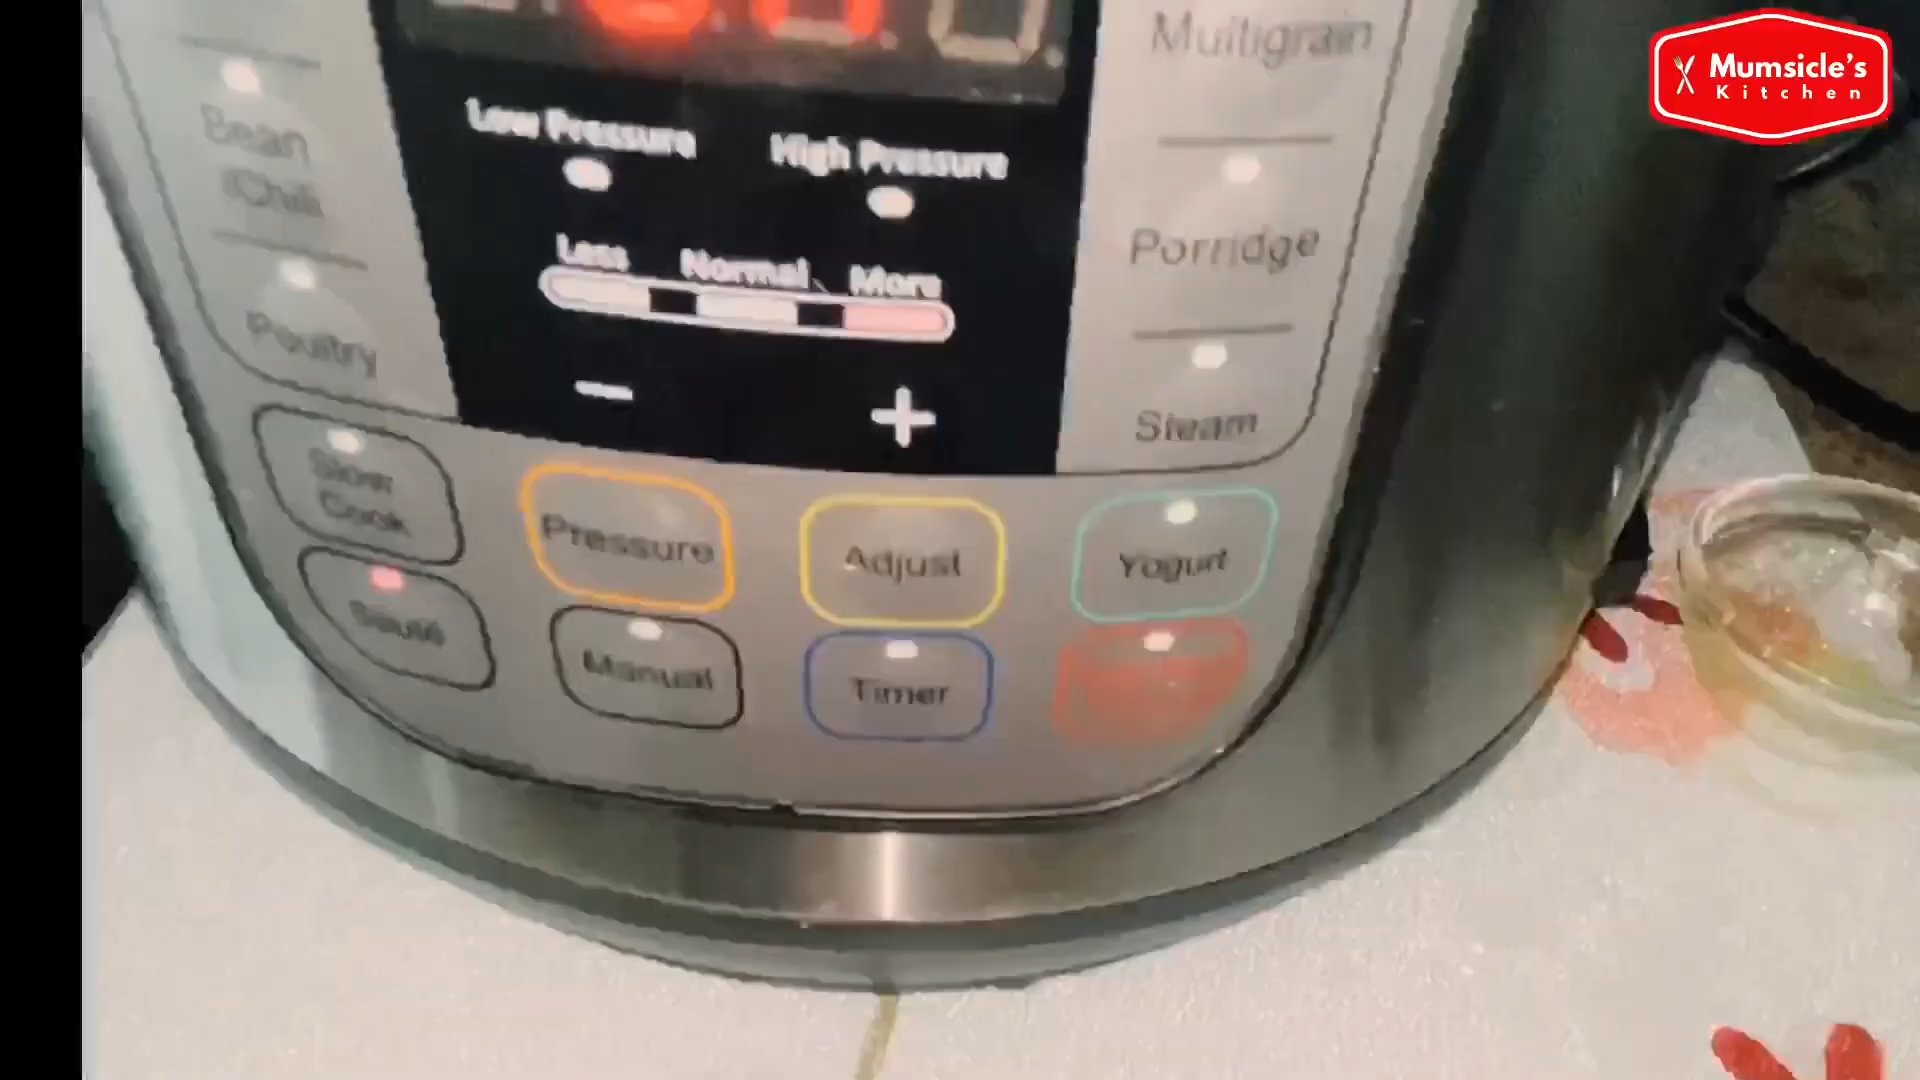 Mumsicle's
Kitchen
Multigrain
Low Pressure
High Pressure
Bean
/Chili
Less
Normal
More
Porridge
Poultry
−
+
Steam
Slow
Cook
Pressure
Adjust
Yogurt
Sauté
Manual
Timer